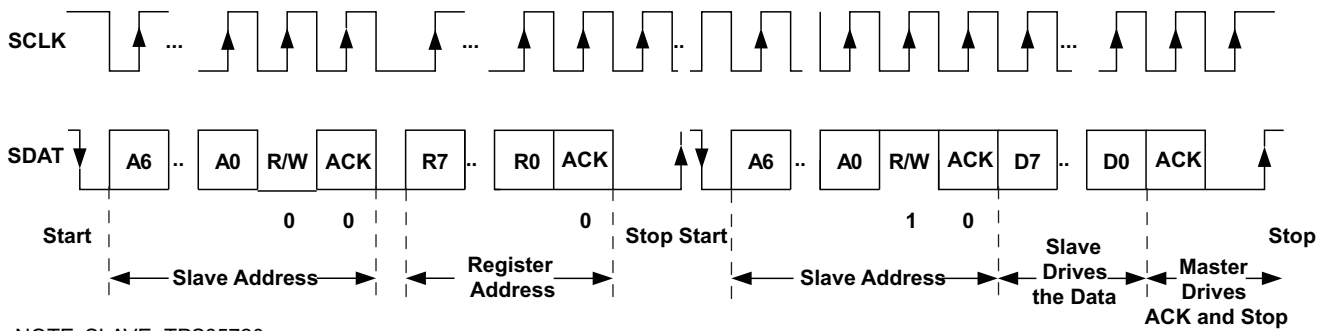 SCLK ... ... .. ...
SDAT A6 .. A0 R/W ACK R7 .. R0 ACK A6 .. A0 R/W ACK D7 .. D0 ACK
0 0 0 1 0
Start Stop Start Stop
Slave Address Register Address Slave Address Slave Drives the Data Master Drives ACK and Stop